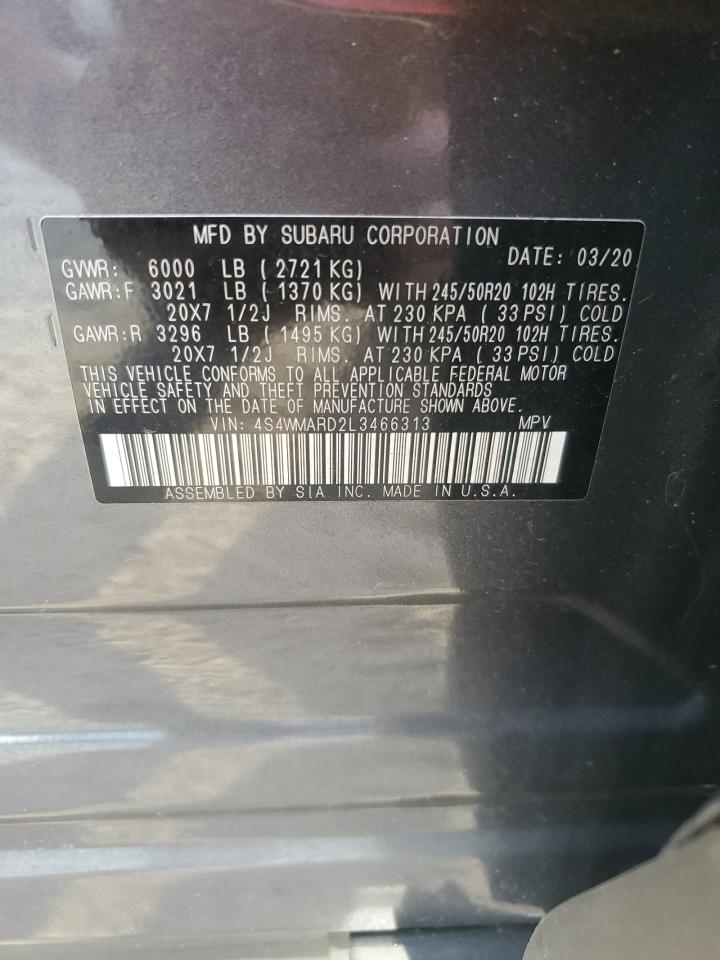 MFD BY SUBARU CORPORATION DATE: 03/20
GVWR: 6000 LB ( 2721 KG)
GAWR:F 3021 LB ( 1370 KG) WITH 245/50R20 102H TIRES.
20X7 1/2J RIMS. AT 230 KPA ( 33 PSI) COLD
GAWR:R 3296 LB ( 1495 KG) WITH 245/50R20 102H TIRES.
20X7 1/2J RIMS. AT 230 KPA ( 33 PSI) COLD
THIS VEHICLE CONFORMS TO ALL APPLICABLE FEDERAL MOTOR
VEHICLE SAFETY AND THEFT PREVENTION STANDARDS
IN EFFECT ON THE DATE OF MANUFACTURE SHOWN ABOVE.
VIN: 4S4WMARD2L3466313 MPV
ASSEMBLED BY SIA INC. MADE IN U.S.A.